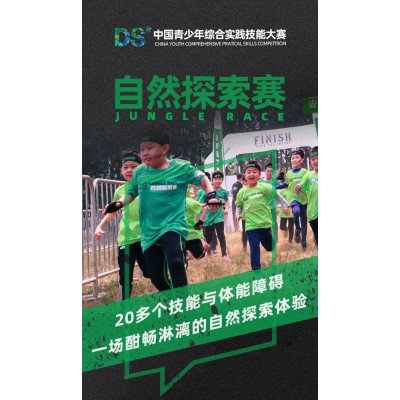 DS+ 中国青少年综合实践技能大赛
CHINA YOUTH COMPREHENSIVE PRATICAL SKILLS COMPETITION
自然探索赛
JUNGLE RACE
FINISH
20多个技能与体能障碍
一场酣畅淋漓的自然探索体验